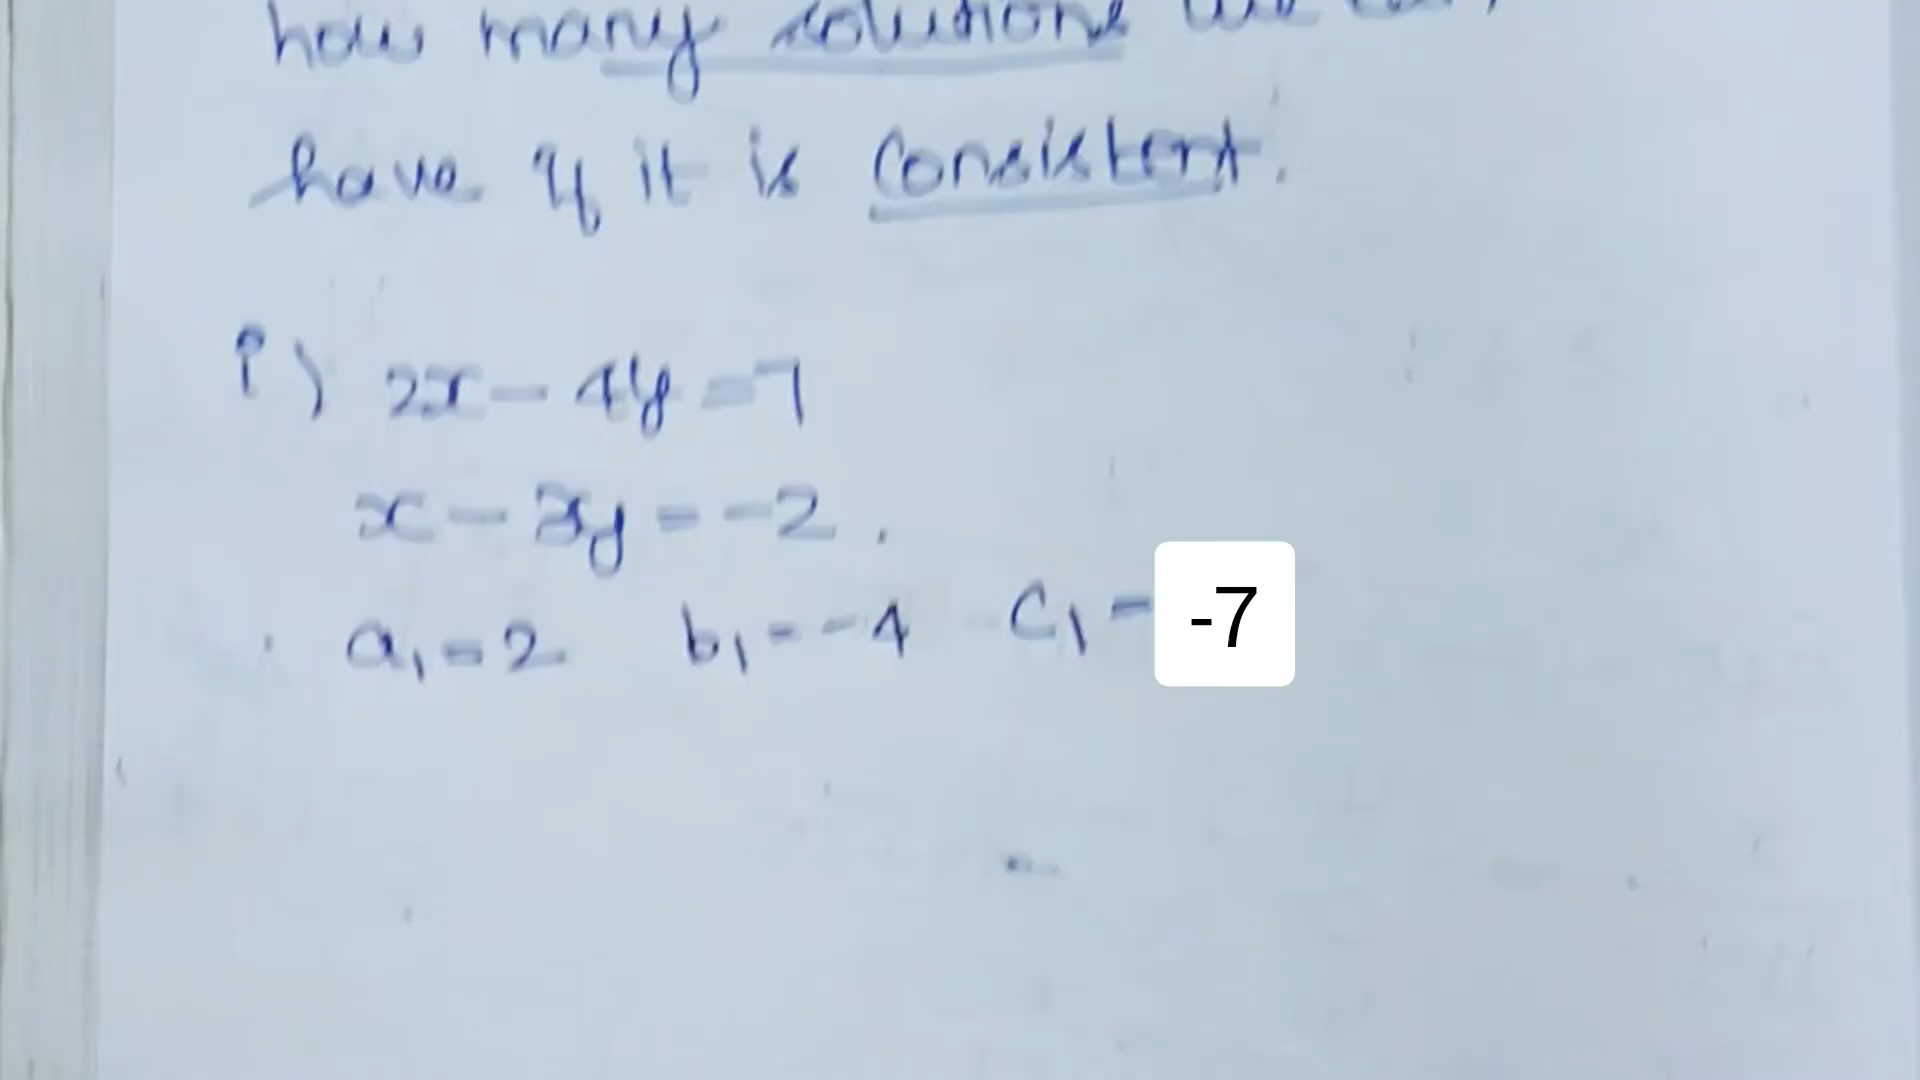 how many solutions we can
have if it is consistent.
i) 2x - 4y = 7
x - 3y = -2.
a₁ = 2 b₁ = -4 c₁ = -7